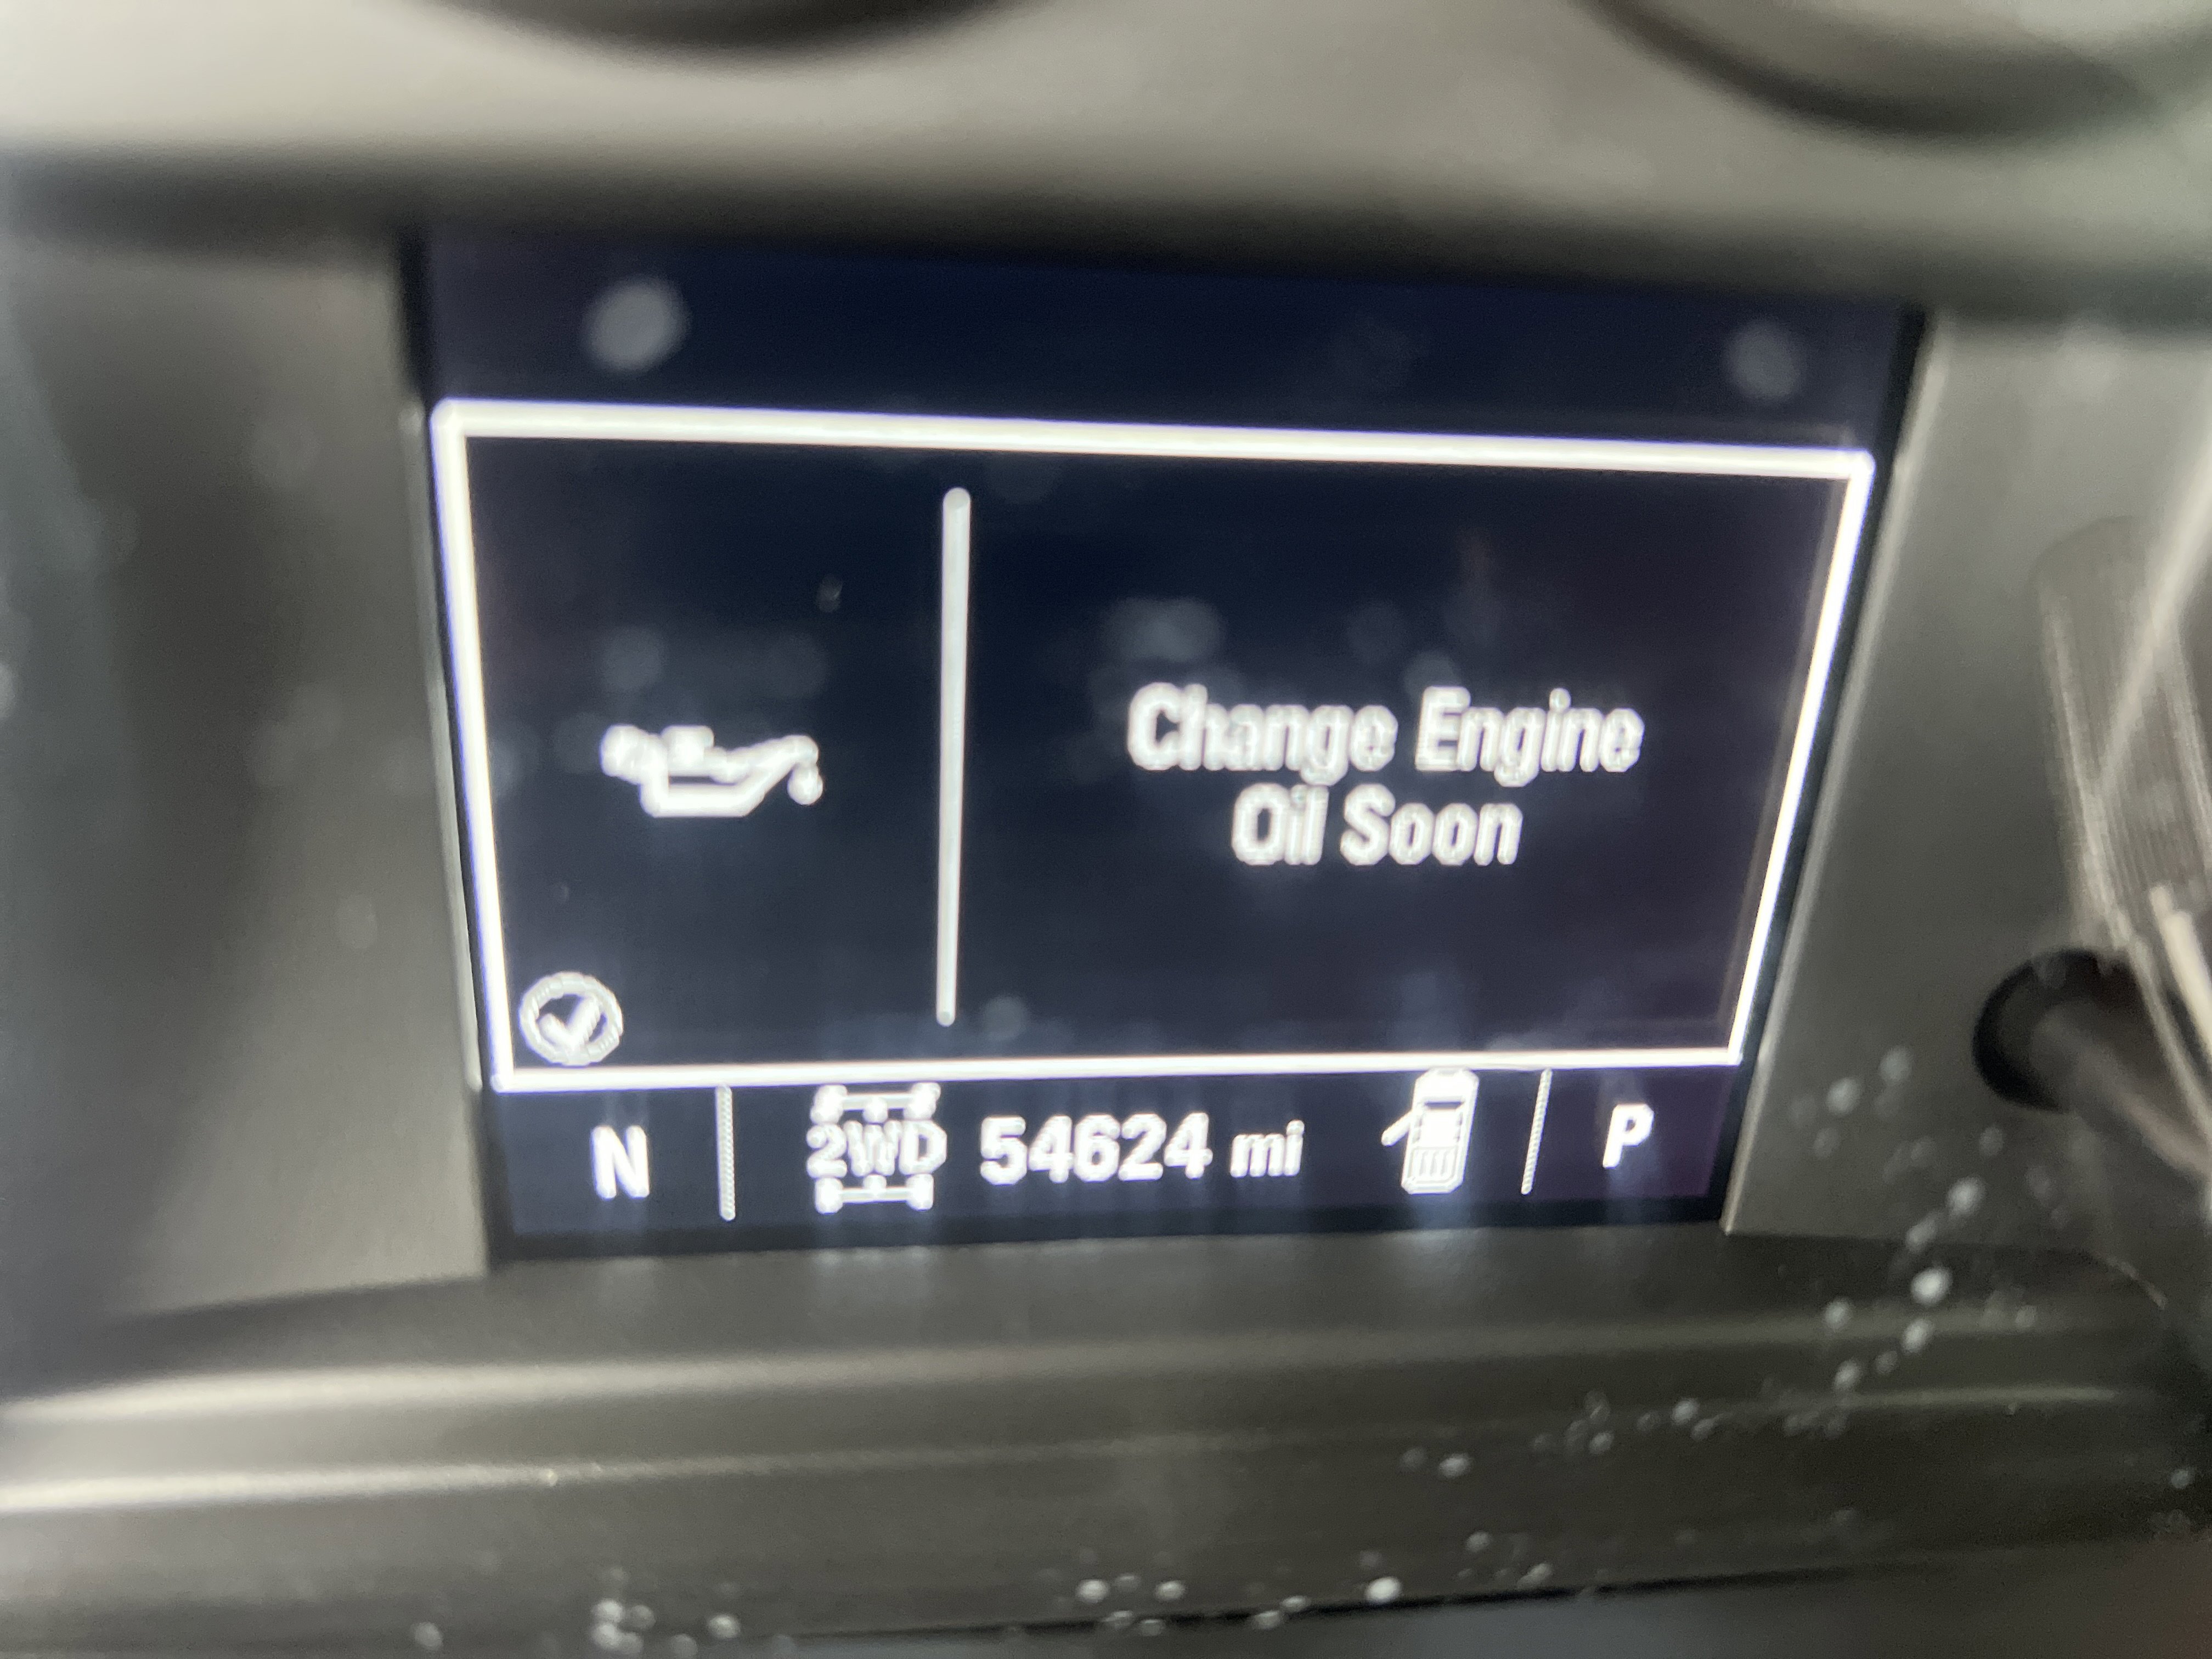 Change Engine
Oil Soon
N 2WD 54624 mi P